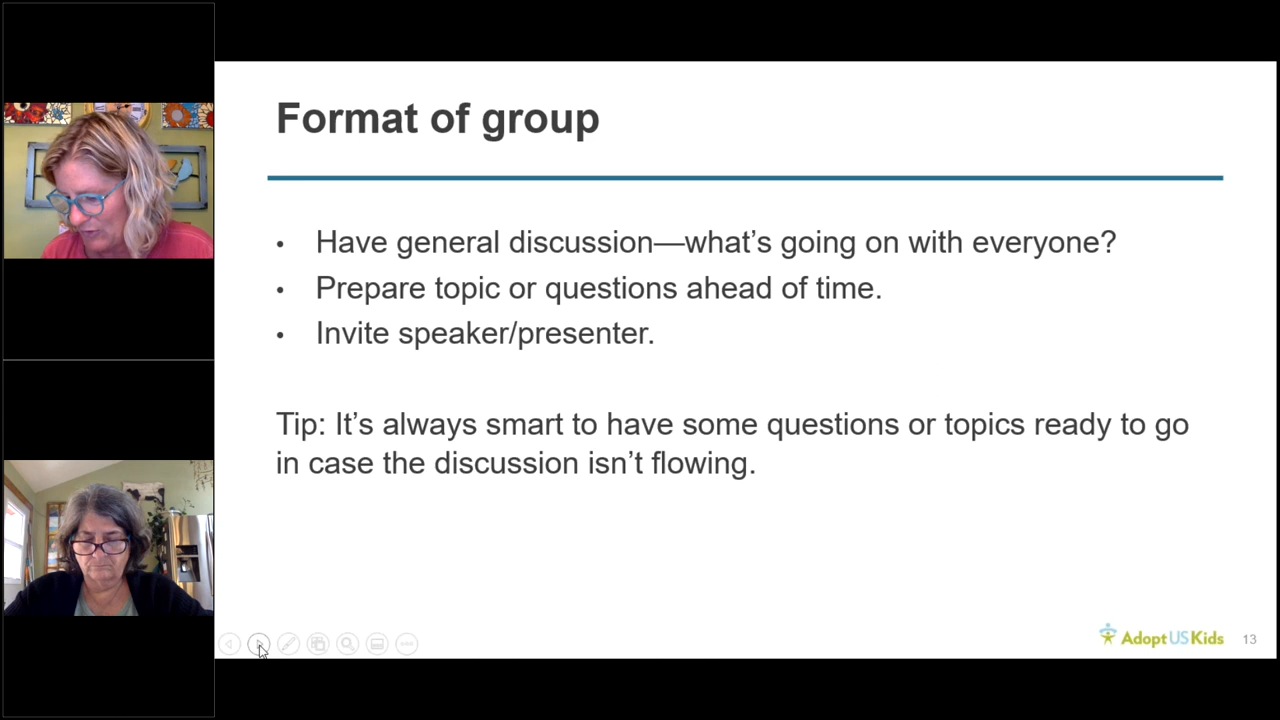 Format of group
• Have general discussion—what’s going on with everyone?
• Prepare topic or questions ahead of time.
• Invite speaker/presenter.
Tip: It’s always smart to have some questions or topics ready to go
in case the discussion isn’t flowing.
AdoptUSKids 13